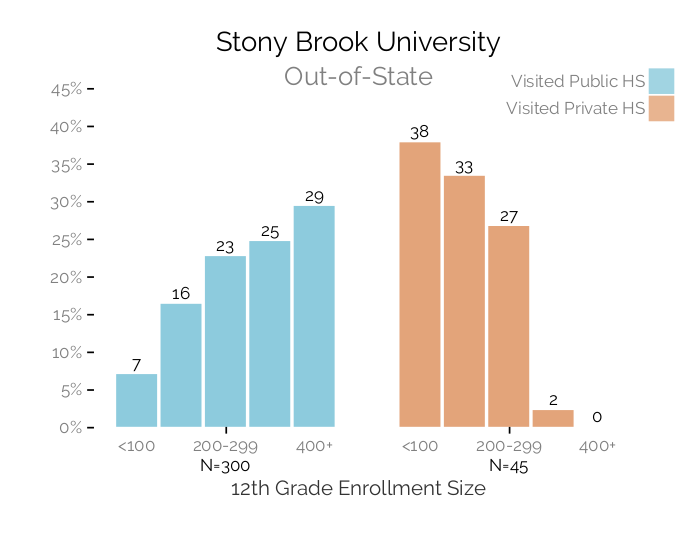 Stony Brook University
Out-of-State
Visited Public HS
Visited Private HS
45%
40%
35%
30%
25%
20%
15%
10%
5%
0%
7
16
23
25
29
38
33
27
2
0
<100 200-299 400+ <100 200-299 400+
N=300 N=45
12th Grade Enrollment Size